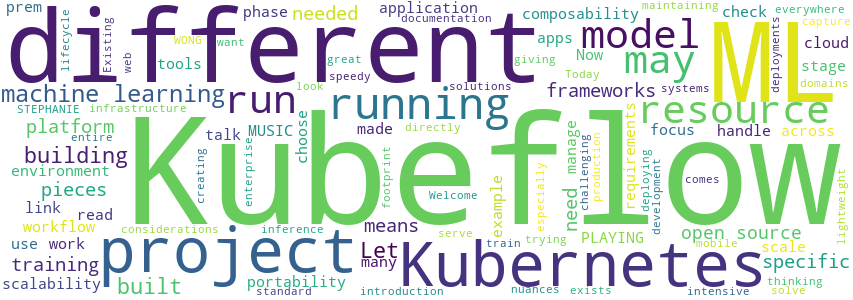 prem
lifecycle
Existing
web
phase
needed
application
documentation
composability
maintaining
check
everywhere
capture
different
WONG
want
tools
great
speedy
apps
giving
solutions
Now
Today
model
may
ML
deployments
cloud
stage
domains
machine learning
look
frameworks
systems
STEPHANIE
infrastructure
run
running
resource
platform
entire
talk
MUSIC
made
directly
choose
focus
handle
across
building
environment
pieces
creating
enterprise
Kubeflow
footprint
Welcome
example
especially
need
manage
challenging
production
requirements
deploying
development
comes
lightweight
link
read
workflow
considerations
inference
means
serve
PLAYING
open source
use
work
project
Let
many
Kubernetes
train
trying
mobile
scale
training
specific
scalability
built
portability
standard
introduction
nuances
exists
intensive
thinking
solve